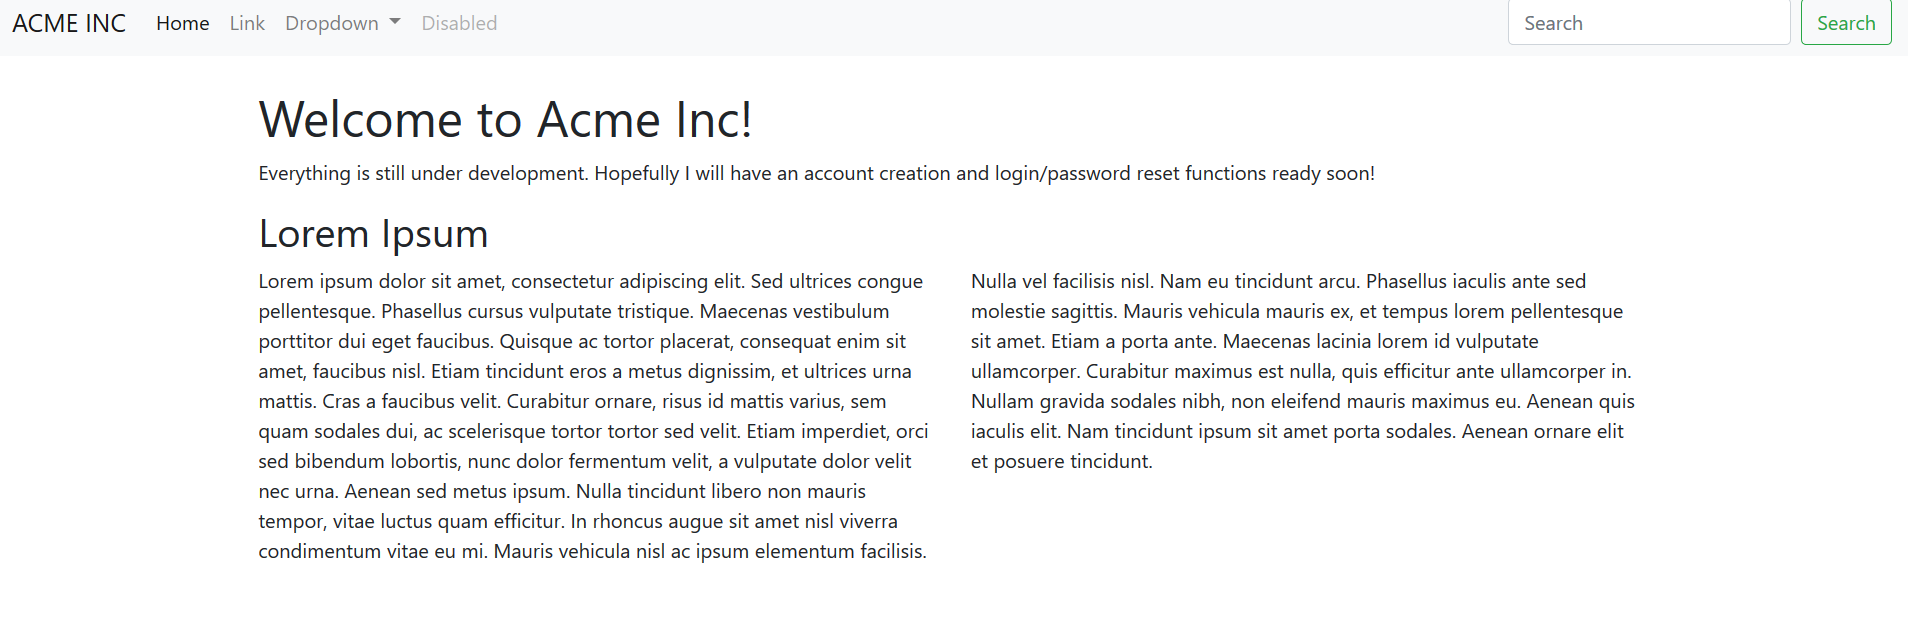 ACME INC Home Link Dropdown Disabled Search Search
Welcome to Acme Inc!
Everything is still under development. Hopefully I will have an account creation and login/password reset functions ready soon!
Lorem Ipsum
Lorem ipsum dolor sit amet, consectetur adipiscing elit. Sed ultrices congue
pellentesque. Phasellus cursus vulputate tristique. Maecenas vestibulum
porttitor dui eget faucibus. Quisque ac tortor placerat, consequat enim sit
amet, faucibus nisl. Etiam tincidunt eros a metus dignissim, et ultrices urna
mattis. Cras a faucibus velit. Curabitur ornare, risus id mattis varius, sem
quam sodales dui, ac scelerisque tortor tortor sed velit. Etiam imperdiet, orci
sed bibendum lobortis, nunc dolor fermentum velit, a vulputate dolor velit
nec urna. Aenean sed metus ipsum. Nulla tincidunt libero non mauris
tempor, vitae luctus quam efficitur. In rhoncus augue sit amet nisl viverra
condimentum vitae eu mi. Mauris vehicula nisl ac ipsum elementum facilisis.
Nulla vel facilisis nisl. Nam eu tincidunt arcu. Phasellus iaculis ante sed
molestie sagittis. Mauris vehicula mauris ex, et tempus lorem pellentesque
sit amet. Etiam a porta ante. Maecenas lacinia lorem id vulputate
ullamcorper. Curabitur maximus est nulla, quis efficitur ante ullamcorper in.
Nullam gravida sodales nibh, non eleifend mauris maximus eu. Aenean quis
iaculis elit. Nam tincidunt ipsum sit amet porta sodales. Aenean ornare elit
et posuere tincidunt.